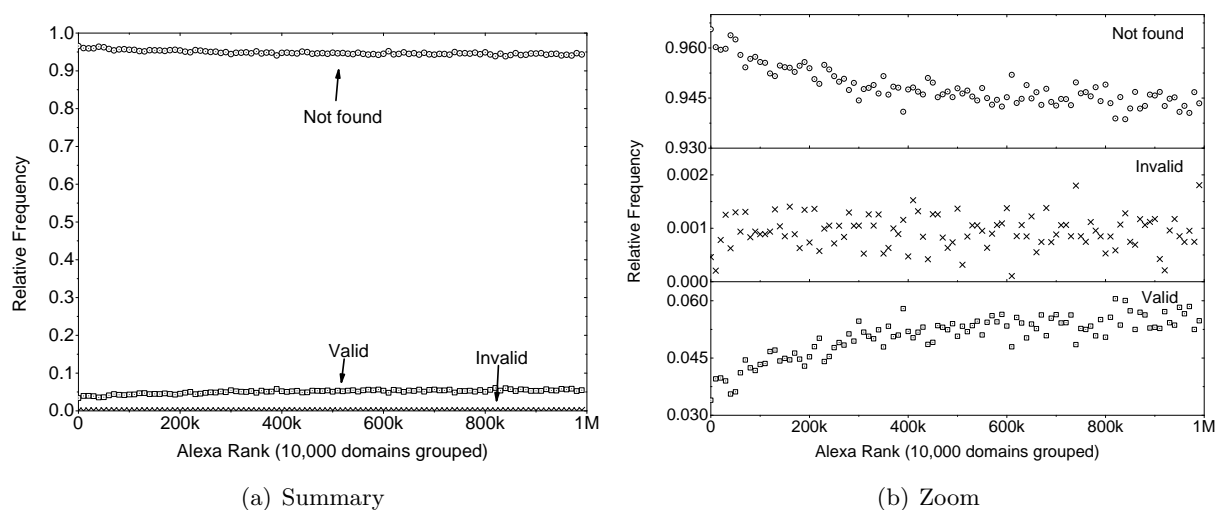 1.0
0.9
0.8
0.7
0.6
0.5
0.4
0.3
0.2
0.1
0.0
Relative Frequency
Not found
Valid
Invalid
0
200k
400k
600k
800k
1M
Alexa Rank (10,000 domains grouped)
(a) Summary
0.960
0.945
0.930
Not found
0.002
0.001
0.000
Invalid
0.060
0.045
0.030
Valid
Relative Frequency
0
200k
400k
600k
800k
1M
Alexa Rank (10,000 domains grouped)
(b) Zoom